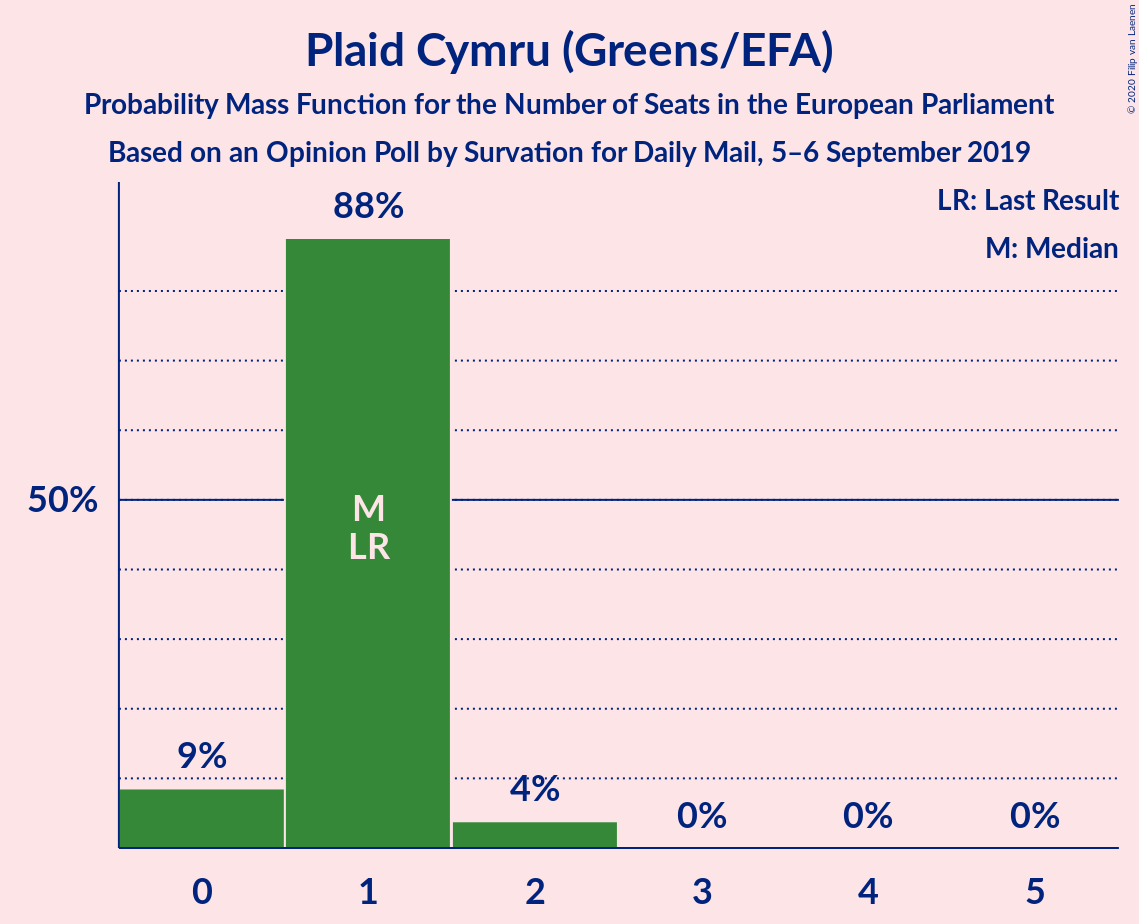 Plaid Cymru (Greens/EFA)
Probability Mass Function for the Number of Seats in the European Parliament
Based on an Opinion Poll by Survation for Daily Mail, 5–6 September 2019
© 2020 Filip van Laenen
LR: Last Result
M: Median
88%
50%
M
LR
9%
4%
0%
0%
0%
0
1
2
3
4
5